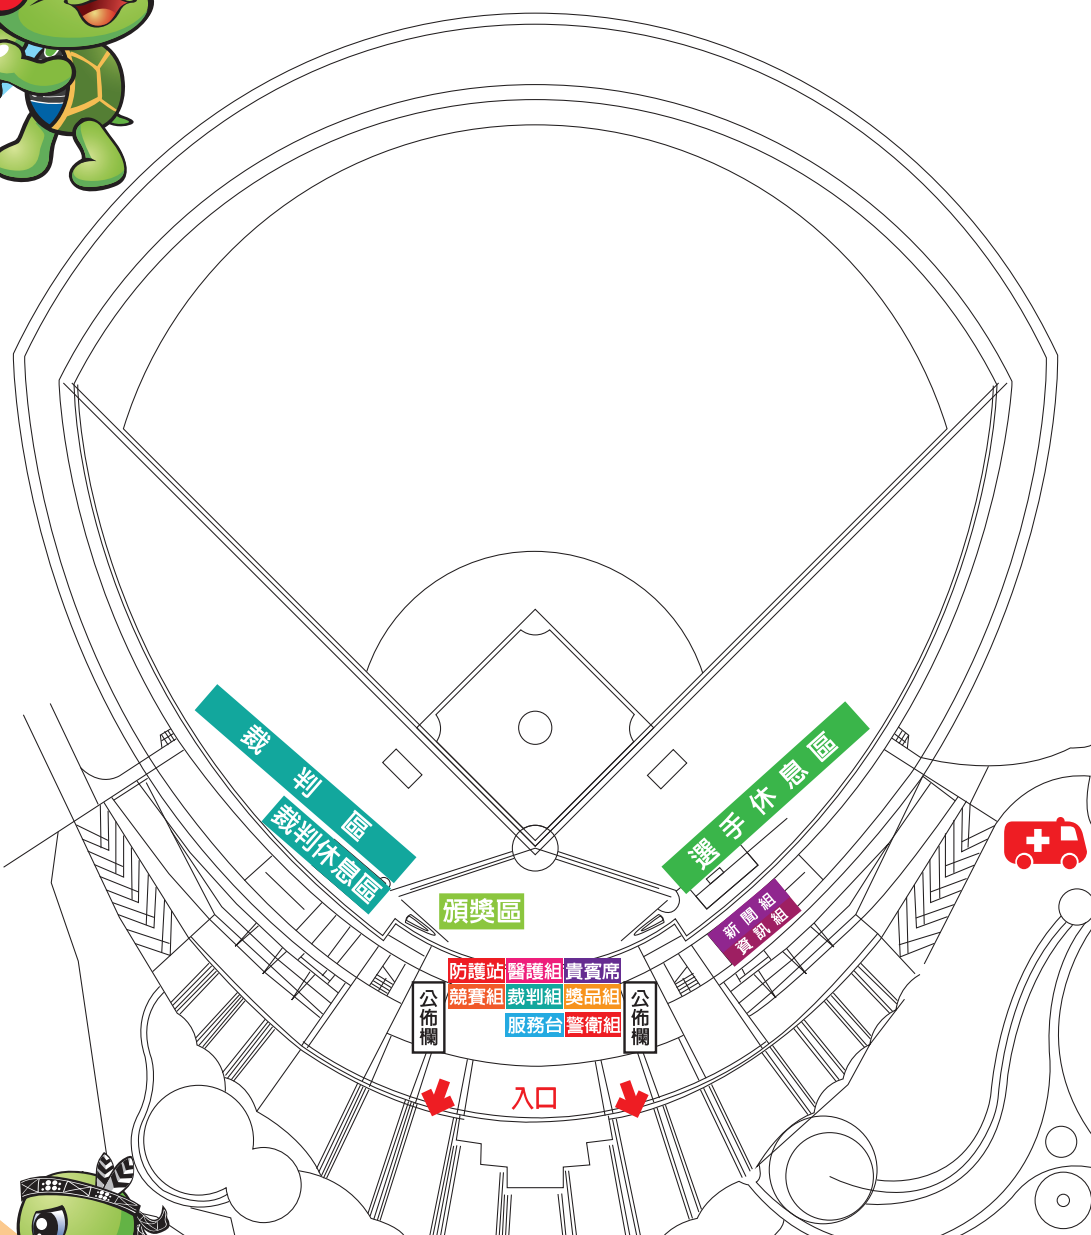 裁判區
裁判休息區
選手休息區
頒獎區
新聞組
資訊組
防護站 醫護組 貴賓席
競賽組 裁判組 獎品組
服務台 警衛組
公佈欄
公佈欄
入口